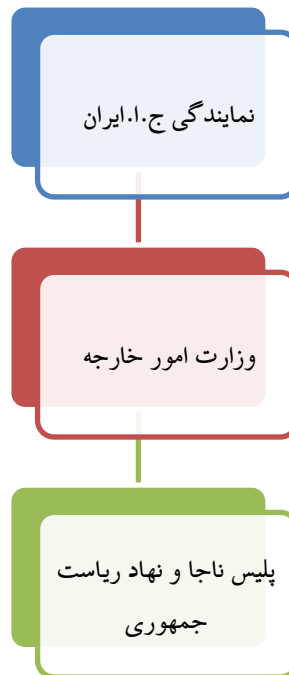 نمایندگی ج.ا.ایران
وزارت امور خارجه
پلیس ناجا و نهاد ریاست
جمهوری